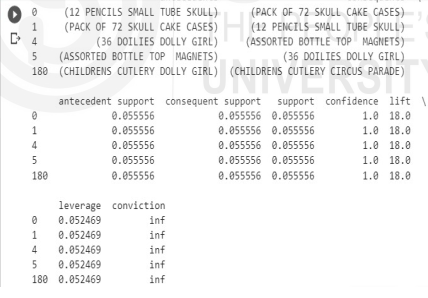 0 (12 PENCILS SMALL TUBE SKULL) (PACK OF 72 SKULL CAKE CASES)
1 (PACK OF 72 SKULL CAKE CASES) (12 PENCILS SMALL TUBE SKULL)
4 (36 DOILIES DOLLY GIRL) (ASSORTED BOTTLE TOP MAGNETS)
5 (ASSORTED BOTTLE TOP MAGNETS) (36 DOILIES DOLLY GIRL)
180 (CHILDRENS CUTLERY DOLLY GIRL) (CHILDRENS CUTLERY CIRCUS PARADE)
antecedent support consequent support support confidence lift \
0 0.055556 0.055556 0.055556 1.0 18.0
1 0.055556 0.055556 0.055556 1.0 18.0
4 0.055556 0.055556 0.055556 1.0 18.0
5 0.055556 0.055556 0.055556 1.0 18.0
180 0.055556 0.055556 0.055556 1.0 18.0
leverage conviction
0 0.052469 inf
1 0.052469 inf
4 0.052469 inf
5 0.052469 inf
180 0.052469 inf
THE PEOPLE'S
UNIVERSITY